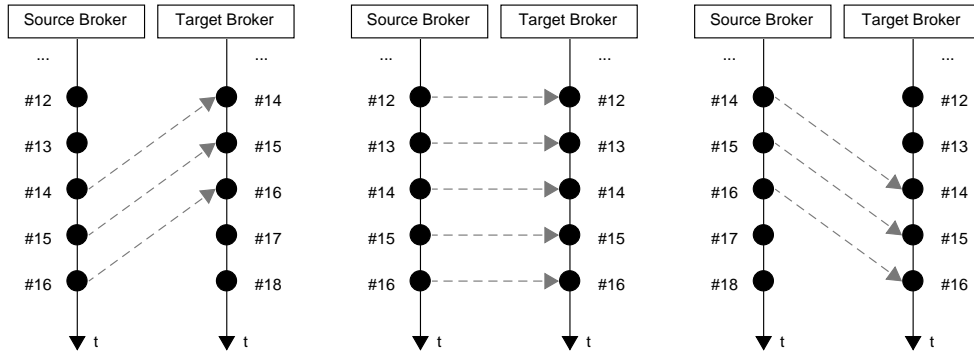 Source Broker Target Broker Source Broker Target Broker Source Broker Target Broker
... ... ... ... ... ...
#12 #14 #12 #12 #14 #12
#13 #15 #13 #13 #15 #13
#14 #16 #14 #14 #16 #14
#15 #17 #15 #15 #17 #15
#16 #18 #16 #16 #18 #16
t t t t t t